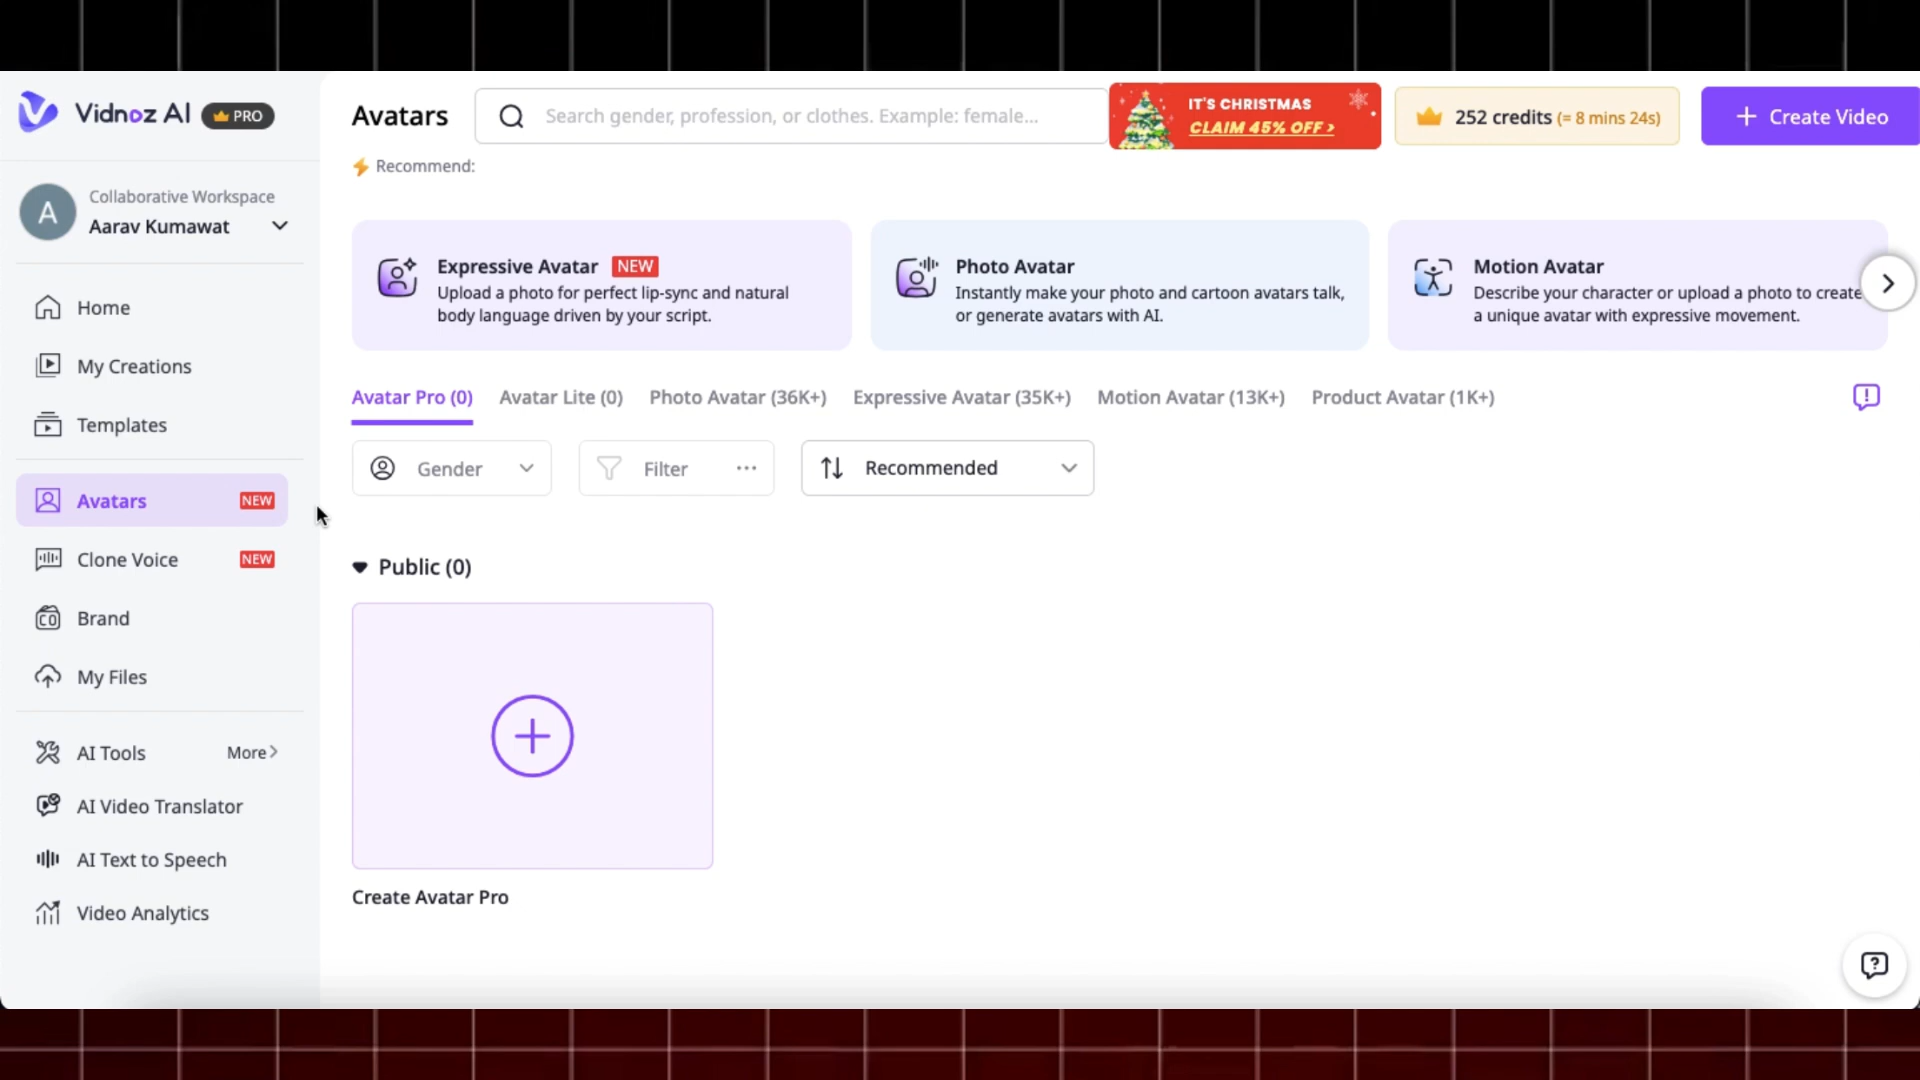 Vidnoz AI PRO
Collaborative Workspace
A
Aarav Kumawat
Home
My Creations
Templates
Avatars NEW
Clone Voice NEW
Brand
My Files
AI Tools More
AI Video Translator
AI Text to Speech
Video Analytics
Avatars
Search gender, profession, or clothes. Example: female...
IT'S CHRISTMAS
CLAIM 45% OFF >
252 credits (= 8 mins 24s)
+ Create Video
Recommend:
Expressive Avatar NEW
Upload a photo for perfect lip-sync and natural
body language driven by your script.
Photo Avatar
Instantly make your photo and cartoon avatars talk,
or generate avatars with AI.
Motion Avatar
Describe your character or upload a photo to create
a unique avatar with expressive movement.
Avatar Pro (0) Avatar Lite (0) Photo Avatar (36K+) Expressive Avatar (35K+) Motion Avatar (13K+) Product Avatar (1K+)
Gender Filter ... Recommended
Public (0)
Create Avatar Pro